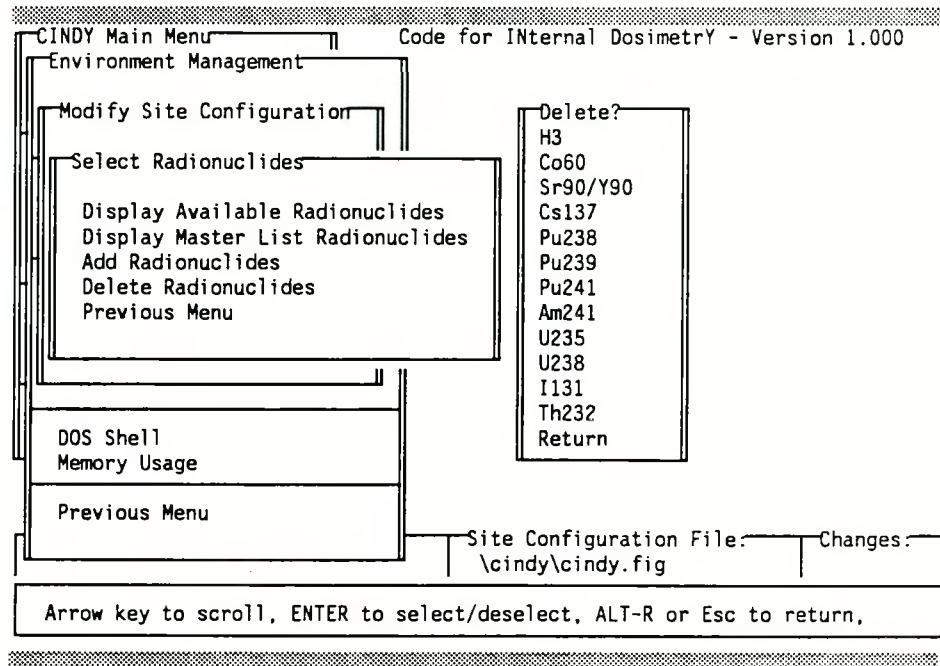 CINDY Main Menu
Code for INternal DosimetrY - Version 1.000
Environment Management
Modify Site Configuration
Select Radionuclides
Display Available Radionuclides
Display Master List Radionuclides
Add Radionuclides
Delete Radionuclides
Previous Menu
DOS Shell
Memory Usage
Previous Menu
Delete?
H3
Co60
Sr90/Y90
Cs137
Pu238
Pu239
Pu241
Am241
U235
U238
I131
Th232
Return
Site Configuration File:
\cindy\cindy.fig
Changes:
Arrow key to scroll, ENTER to select/deselect, ALT-R or Esc to return,